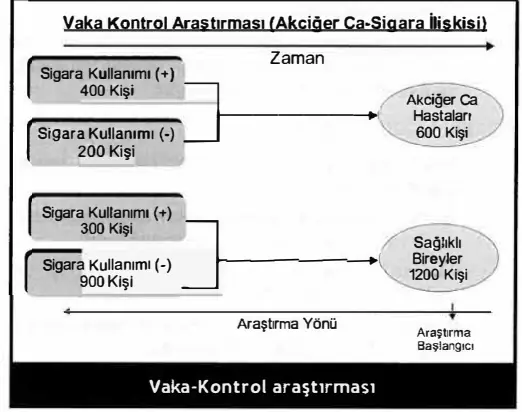 Vaka Kontrol Araştırması (Akciğer Ca-Sigara İlişkisi)
Zaman
Sigara Kullanımı (+)
400 Kişi
Sigara Kullanımı (-)
200 Kişi
Akciğer Ca
Hastaları
600 Kişi
Sigara Kullanımı (+)
300 Kişi
Sigara Kullanımı (-)
900 Kişi
Sağlıklı
Bireyler
1200 Kişi
Araştırma Yönü
Araştırma
Başlangıcı
Vaka-Kontrol araştırması